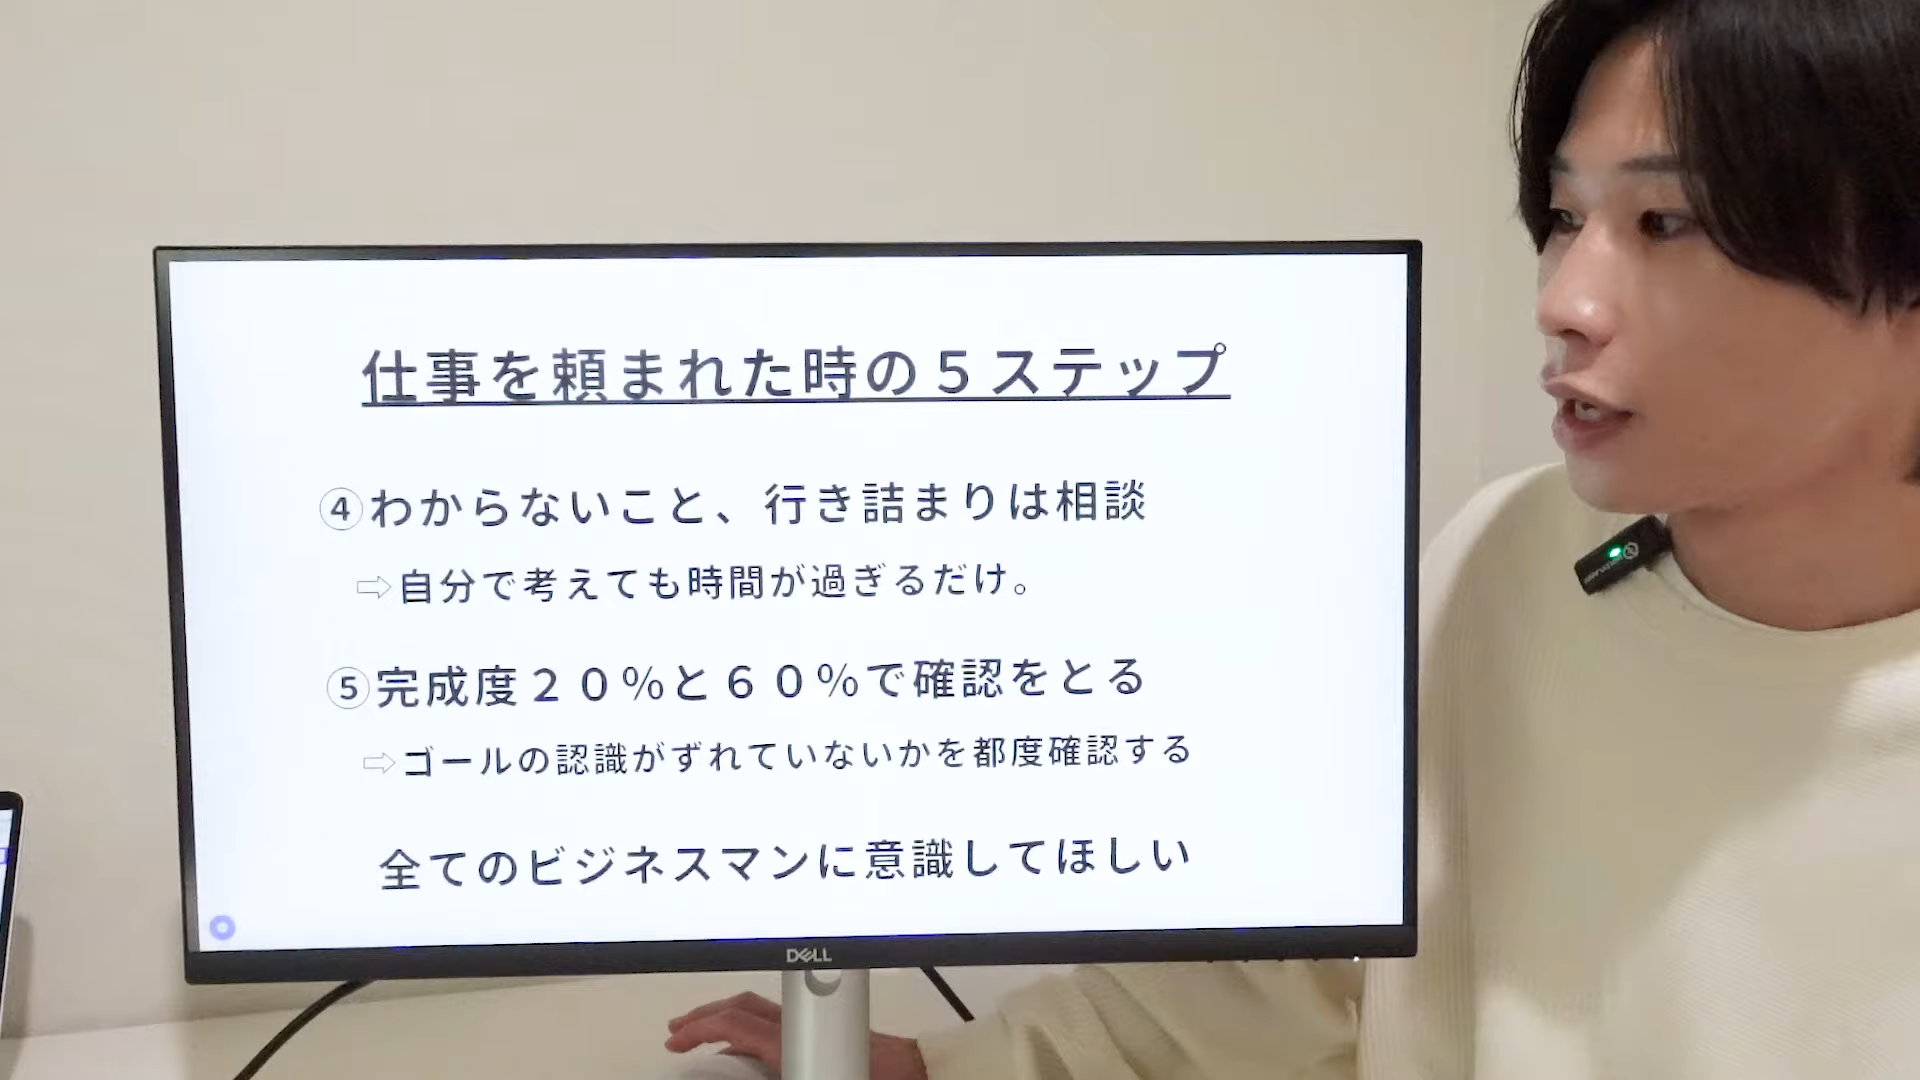 仕事を頼まれた時の５ステップ
④わからないこと、行き詰まりは相談
⇨自分で考えても時間が過ぎるだけ。
⑤完成度２０％と６０％で確認をとる
⇨ゴールの認識がずれていないかを都度確認する
全てのビジネスマンに意識してほしい
DELL